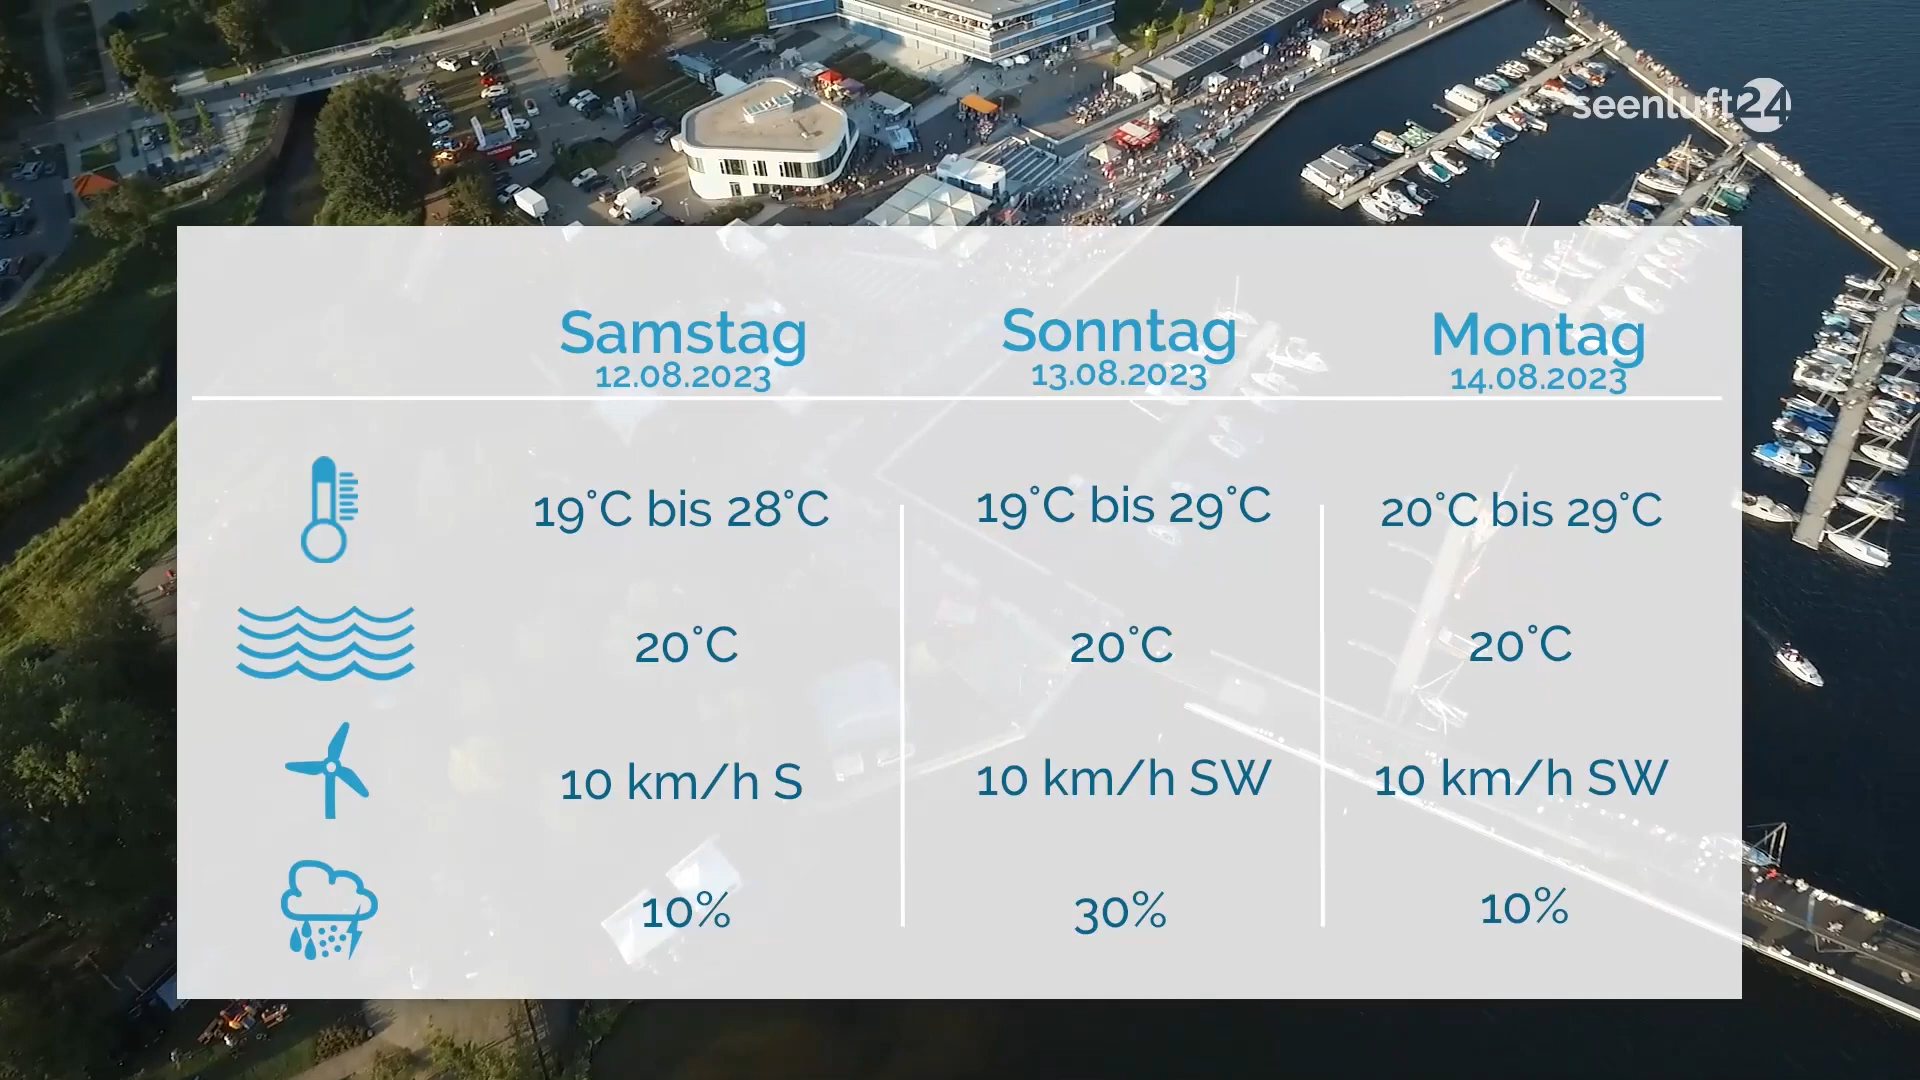 seenluft24
Samstag Sonntag Montag
12.08.2023 13.08.2023 14.08.2023
19°C bis 28°C 19°C bis 29°C 20°C bis 29°C
20°C 20°C 20°C
10 km/h S 10 km/h SW 10 km/h SW
10% 30% 10%